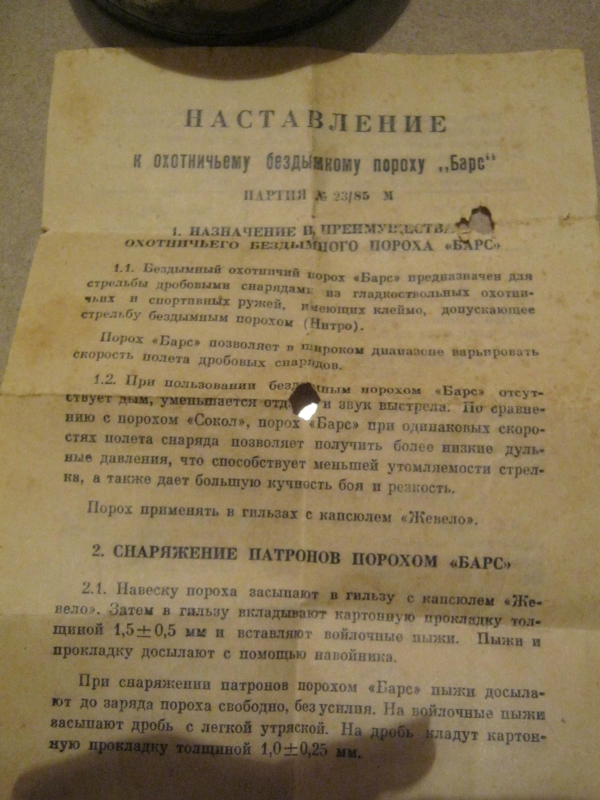 НАСТАВЛЕНИЕ
к охотничьему бездымному пороху „Барс“
ПАРТИЯ № 23/85 М
1. НАЗНАЧЕНИЕ И ПРЕИМУЩЕСТВА
ОХОТНИЧЬЕГО БЕЗДЫМНОГО ПОРОХА «БАРС»
1.1. Бездымный охотничий порох «Барс» предназначен для
стрельбы дробовыми снарядами из гладкоствольных охотни-
чьих и спортивных ружей, имеющих клеймо, допускающее
стрельбу бездымным порохом (Нитро).
Порох «Барс» позволяет в широком диапазоне варьировать
скорость полета дробовых снарядов.
1.2. При пользовании бездымным порохом «Барс» отсут-
ствует дым, уменьшается отдача и звук выстрела. По сравне-
нию с порохом «Сокол», порох «Барс» при одинаковых скоро-
стях полета снаряда позволяет получить более низкие дуль-
ные давления, что способствует меньшей утомляемости стрел-
ка, а также дает большую кучность боя и резкость.
Порох применять в гильзах с капсюлем «Жевело».
2. СНАРЯЖЕНИЕ ПАТРОНОВ ПОРОХОМ «БАРС»
2.1. Навеску пороха засыпают в гильзу с капсюлем «Же-
вело». Затем в гильзу вкладывают картонную прокладку тол-
щиной 1,5±0,5 мм и вставляют войлочные пыжи. Пыжи и
прокладку досылают с помощью навойника.
При снаряжении патронов порохом «Барс» пыжи досыла-
ют до заряда пороха свободно, без усилия. На войлочные пыжи
засыпают дробь с легкой утряской. На дробь кладут картон-
ную прокладку толщиной 1,0±0,25 мм.